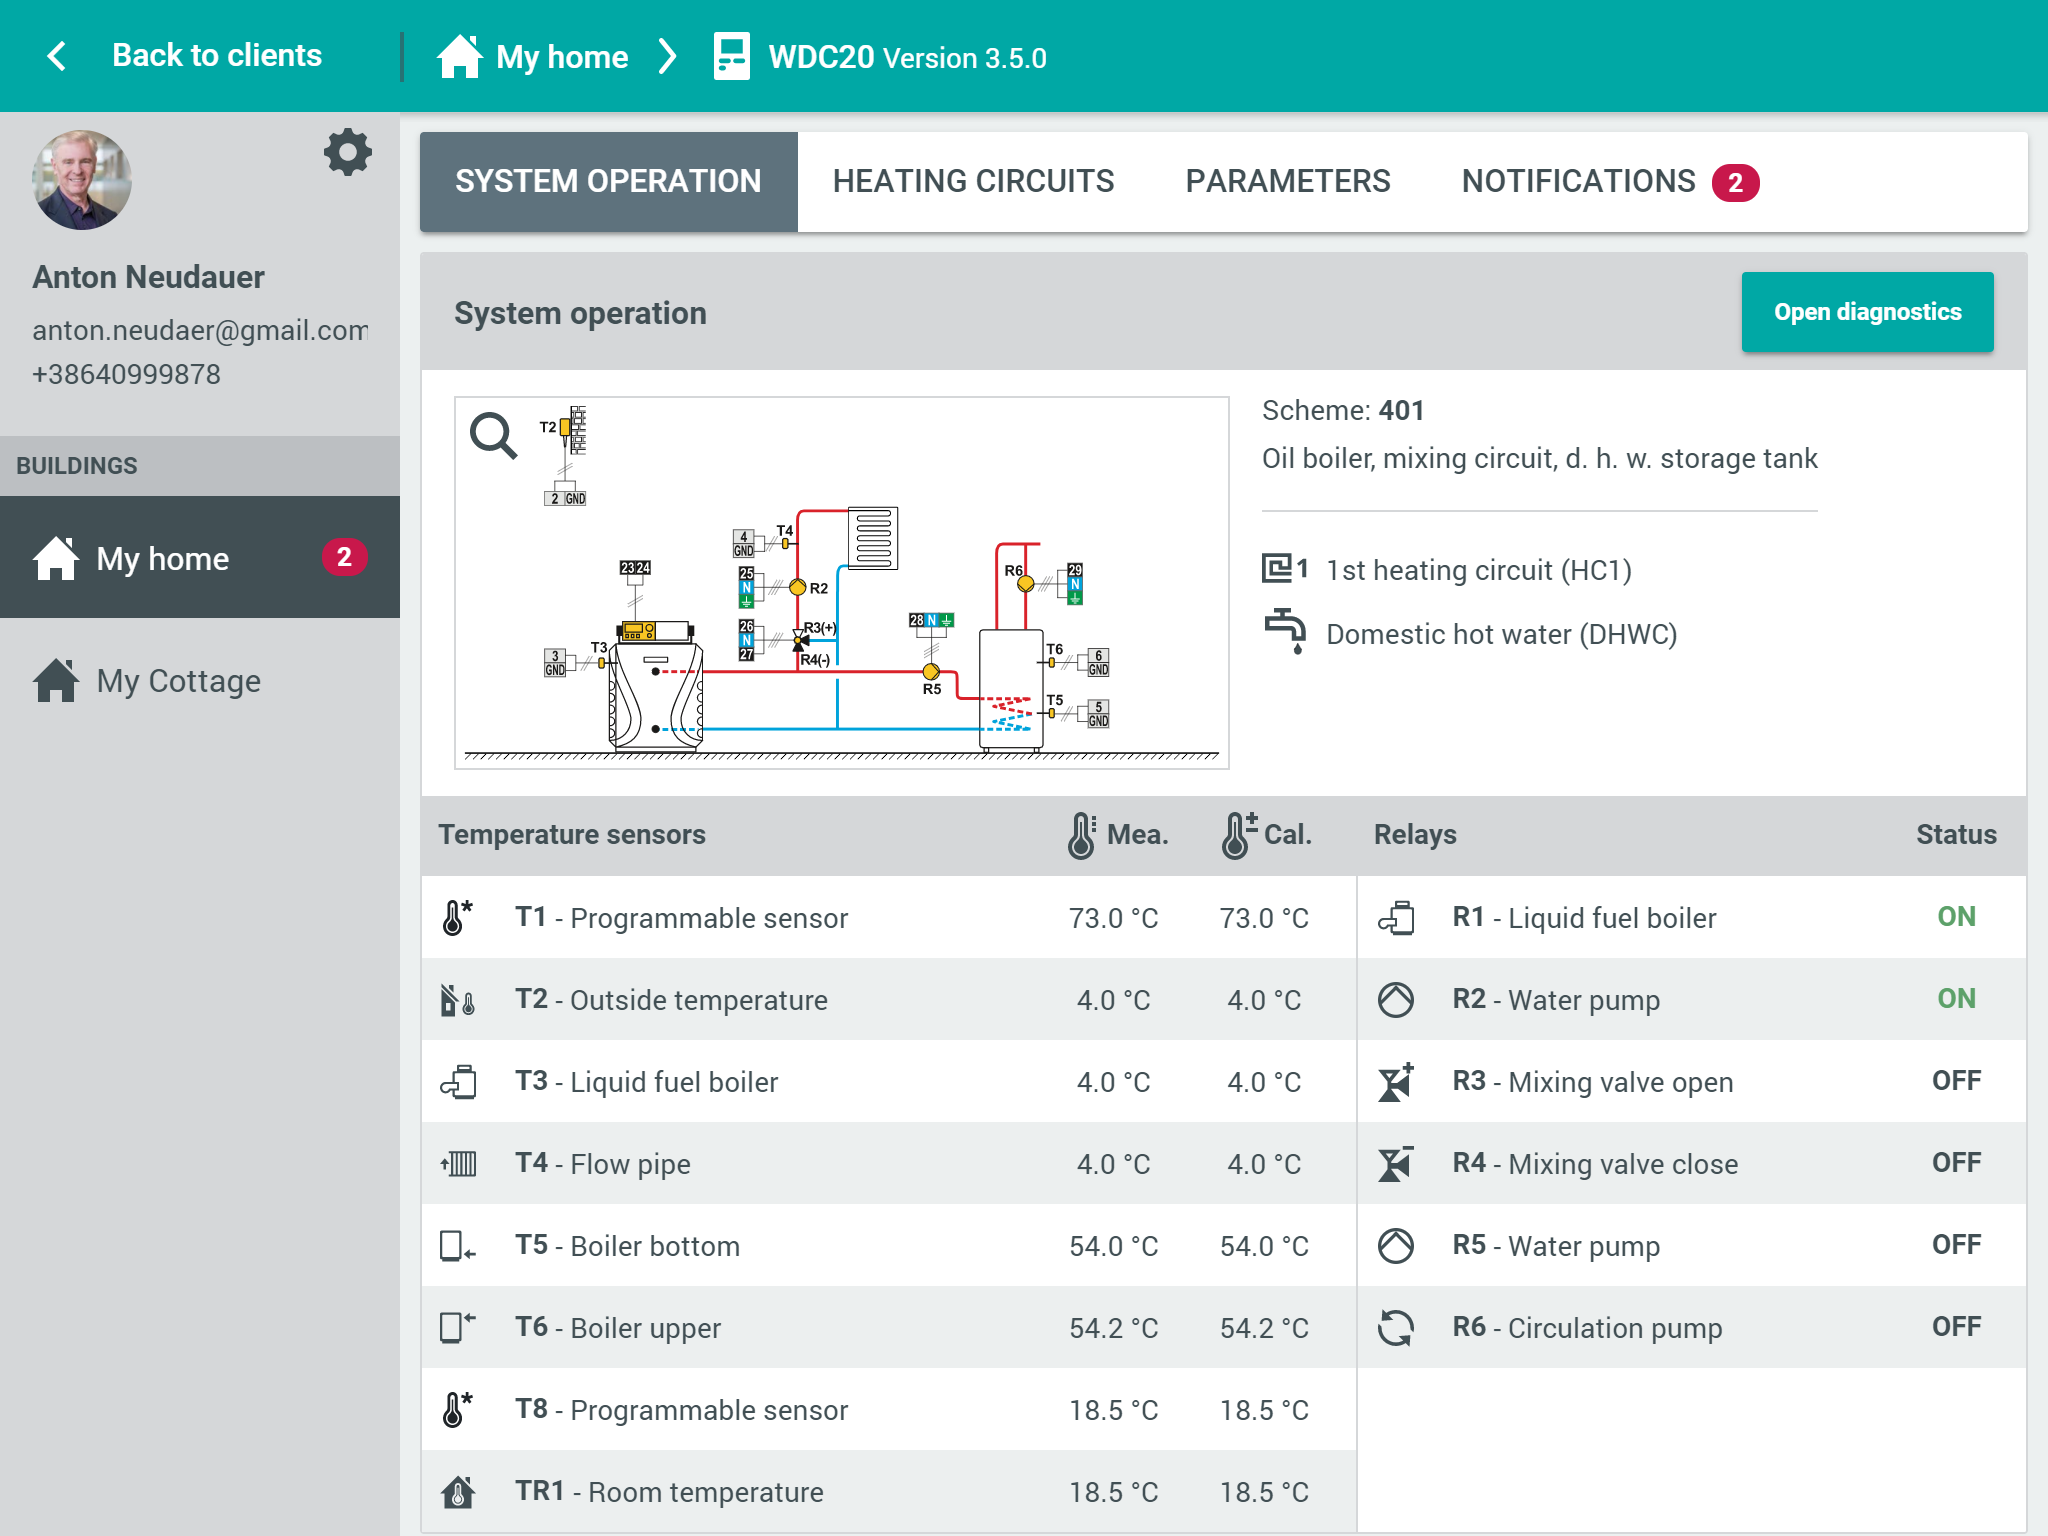 Back to clients
My home
WDC20 Version 3.5.0
Anton Neudauer
anton.neudaer@gmail.com
+38640999878
BUILDINGS
My home 2
My Cottage
SYSTEM OPERATION
HEATING CIRCUITS
PARAMETERS
NOTIFICATIONS 2
System operation
Open diagnostics
T2
2 GND
4 GND T4
25 N R2
26 N 27 R3(+)
R4(-)
23 24
3 GND T3
28 N
R5
R6 29 N
T6 6 GND
T5 5 GND
Scheme: 401
Oil boiler, mixing circuit, d. h. w. storage tank
1 1st heating circuit (HC1)
Domestic hot water (DHWC)
Temperature sensors Mea. Cal.
T1 - Programmable sensor 73.0 °C 73.0 °C
T2 - Outside temperature 4.0 °C 4.0 °C
T3 - Liquid fuel boiler 4.0 °C 4.0 °C
T4 - Flow pipe 4.0 °C 4.0 °C
T5 - Boiler bottom 54.0 °C 54.0 °C
T6 - Boiler upper 54.2 °C 54.2 °C
T8 - Programmable sensor 18.5 °C 18.5 °C
TR1 - Room temperature 18.5 °C 18.5 °C
Relays Status
R1 - Liquid fuel boiler ON
R2 - Water pump ON
R3 - Mixing valve open OFF
R4 - Mixing valve close OFF
R5 - Water pump OFF
R6 - Circulation pump OFF